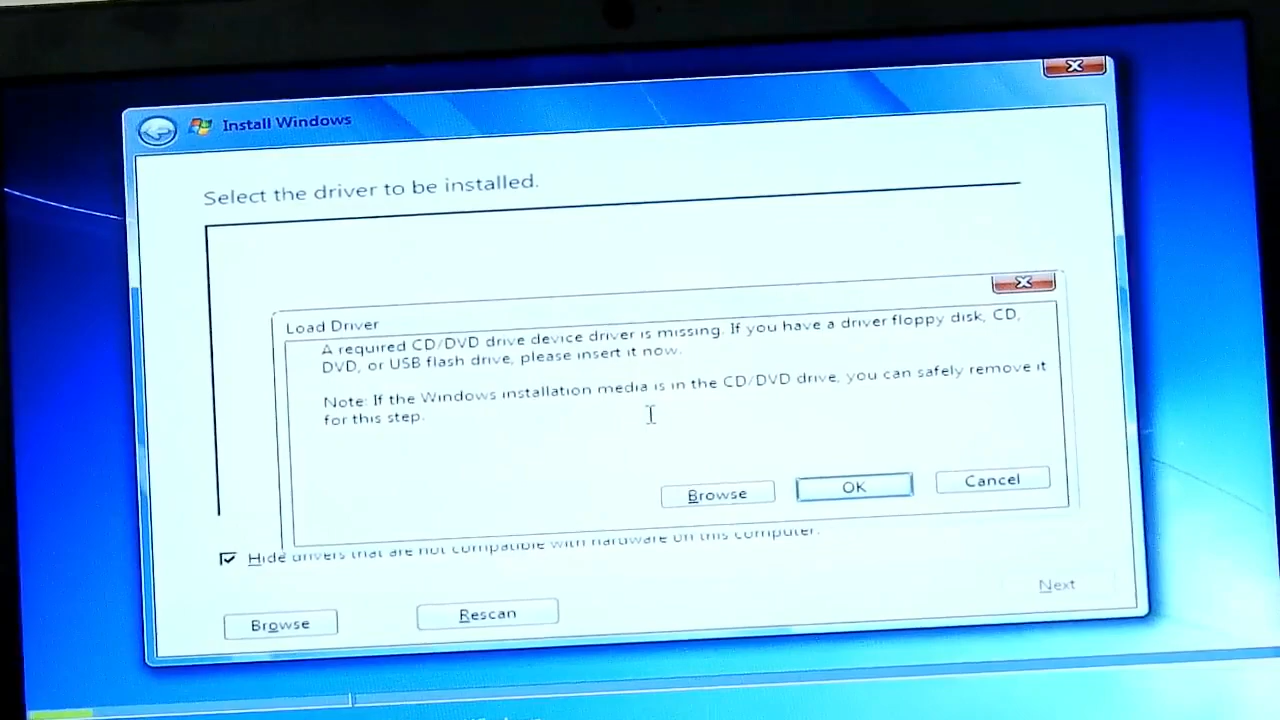 Install Windows
Select the driver to be installed.
Load Driver
A required CD/DVD drive device driver is missing. If you have a driver floppy disk, CD,
DVD, or USB flash drive, please insert it now.
Note: If the Windows installation media is in the CD/DVD drive, you can safely remove it
for this step.
Browse
OK
Cancel
Hide drivers that are not compatible with hardware on this computer.
Next
Browse
Rescan